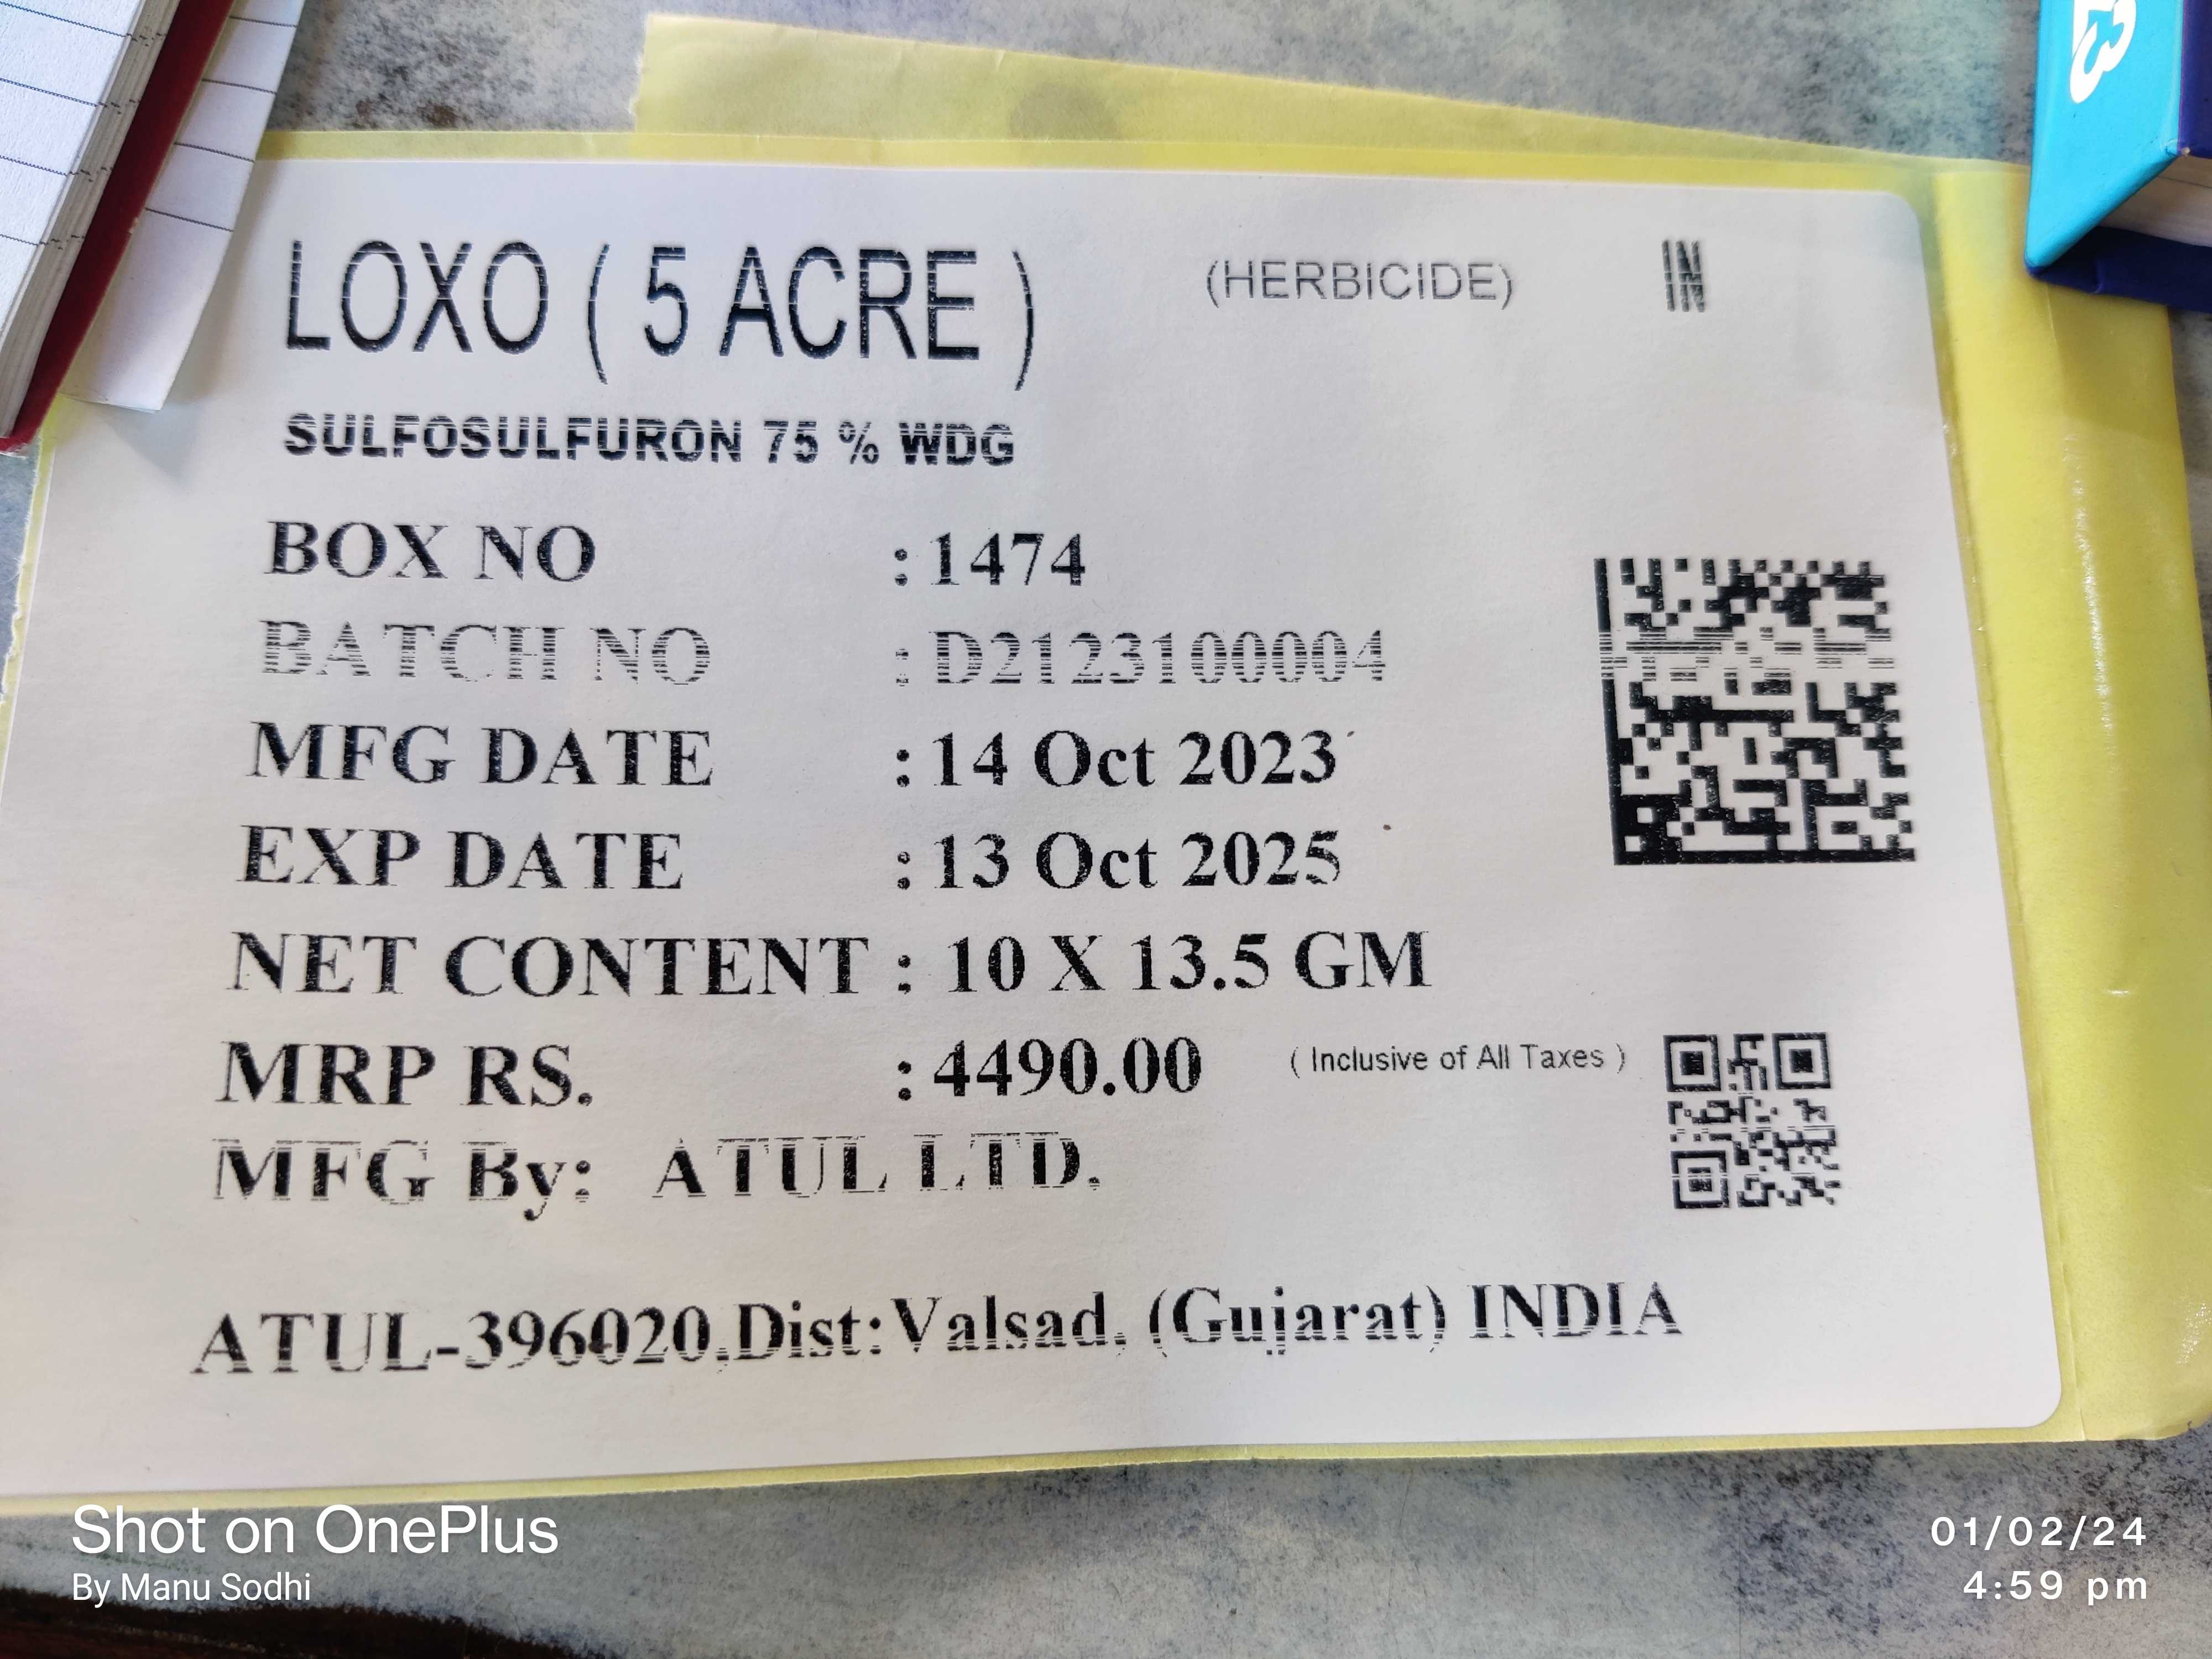 23
LOXO ( 5 ACRE ) (HERBICIDE) IN
SULFOSULFURON 75 % WDG
BOX NO : 1474
BATCH NO : D2123100004
MFG DATE : 14 Oct 2023
EXP DATE : 13 Oct 2025
NET CONTENT : 10 X 13.5 GM
MRP RS. : 4490.00 ( Inclusive of All Taxes )
MFG By: ATUL LTD.
ATUL-396020,Dist:Valsad, (Gujarat) INDIA
Shot on OnePlus
By Manu Sodhi
01/02/24
4:59 pm